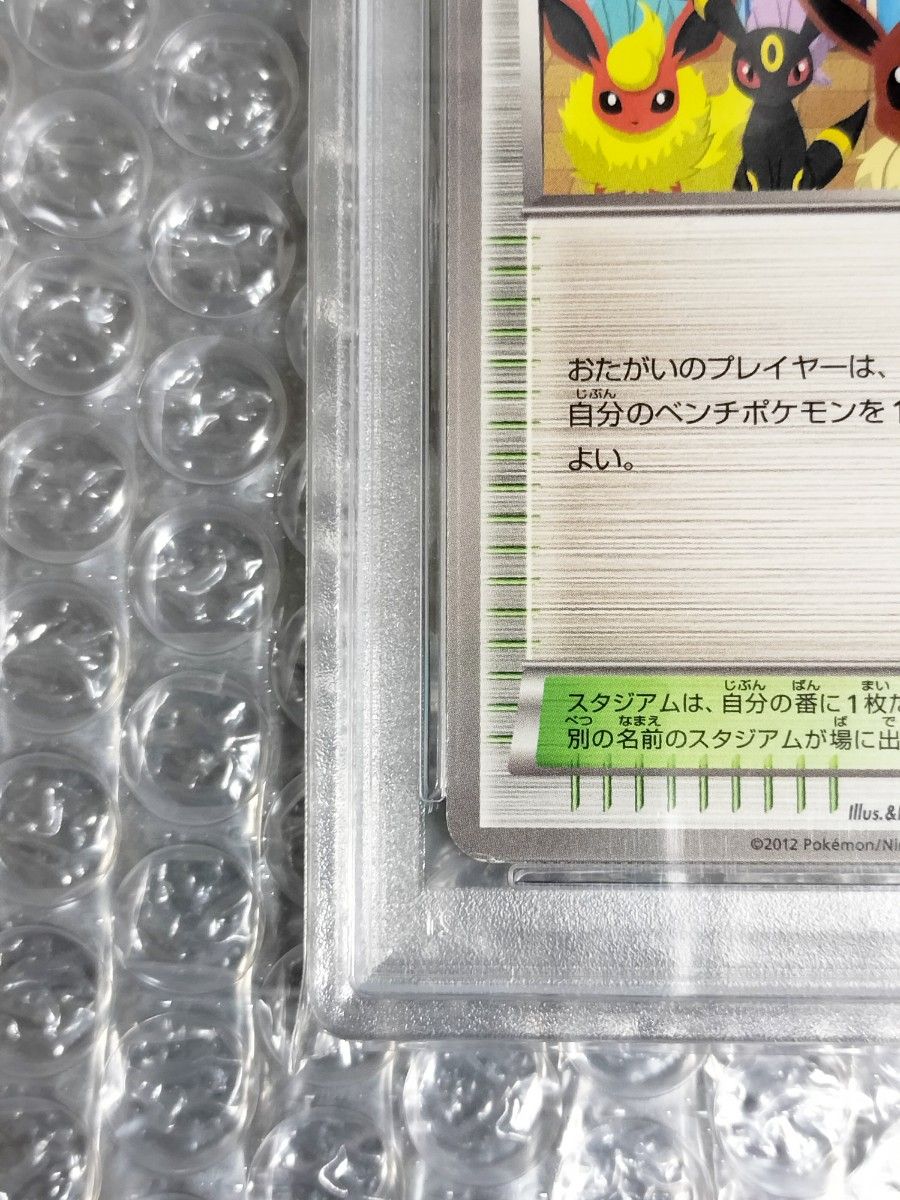 おたがいのプレイヤーは、
じぶん
自分のベンチポケモンを1
よい。
じぶん ばん まい
スタジアムは、自分の番に1枚だ
べつ なまえ ば で
別の名前のスタジアムが場に出
Illus. &
©2012 Pokémon/Nin